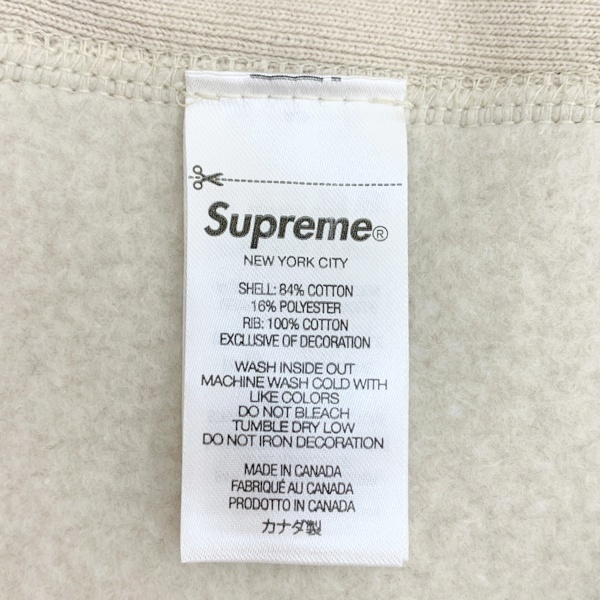 Supreme®
NEW YORK CITY
SHELL: 84% COTTON
16% POLYESTER
RIB: 100% COTTON
EXCLUSIVE OF DECORATION
WASH INSIDE OUT
MACHINE WASH COLD WITH
LIKE COLORS
DO NOT BLEACH
TUMBLE DRY LOW
DO NOT IRON DECORATION
MADE IN CANADA
FABRIQUÉ AU CANADA
PRODOTTO IN CANADA
カナダ製